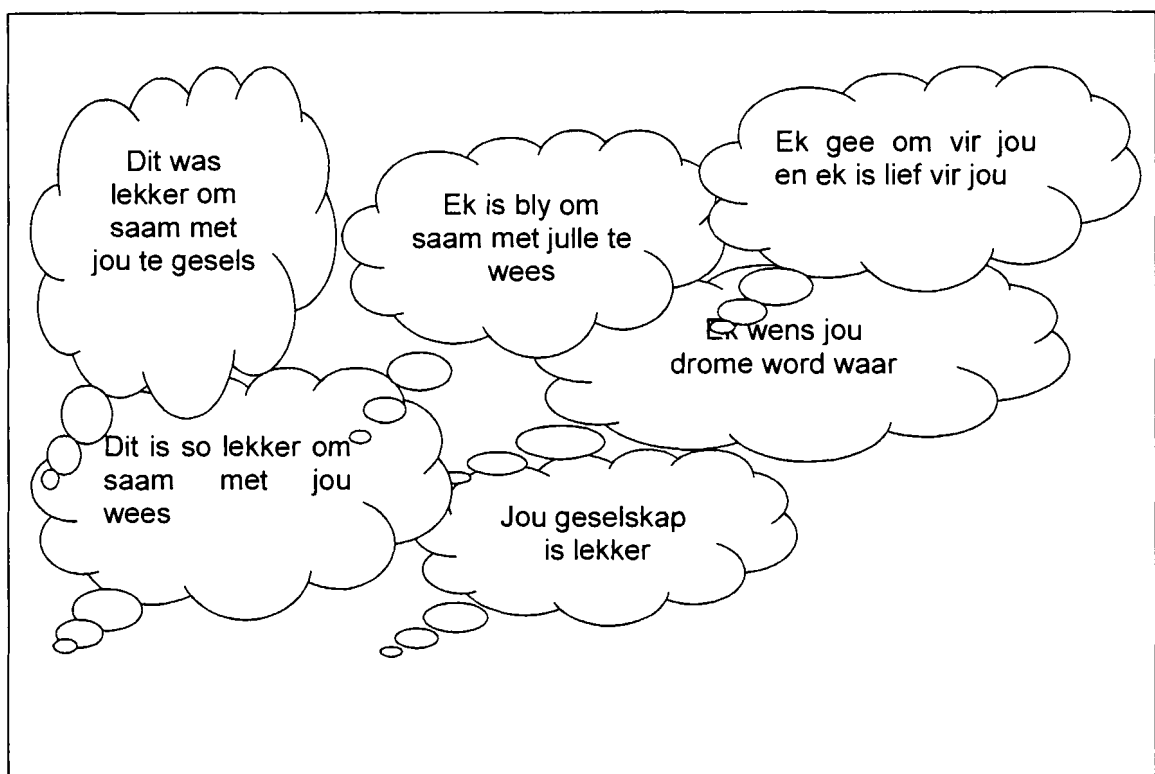 Dit was
lekker om
saam met
jou te gesels
Ek is bly om
saam met julle te
wees
Ek gee om vir jou
en ek is lief vir jou
Ek wens jou
drome word waar
Dit is so lekker om
saam met jou
wees
Jou geselskap
is lekker